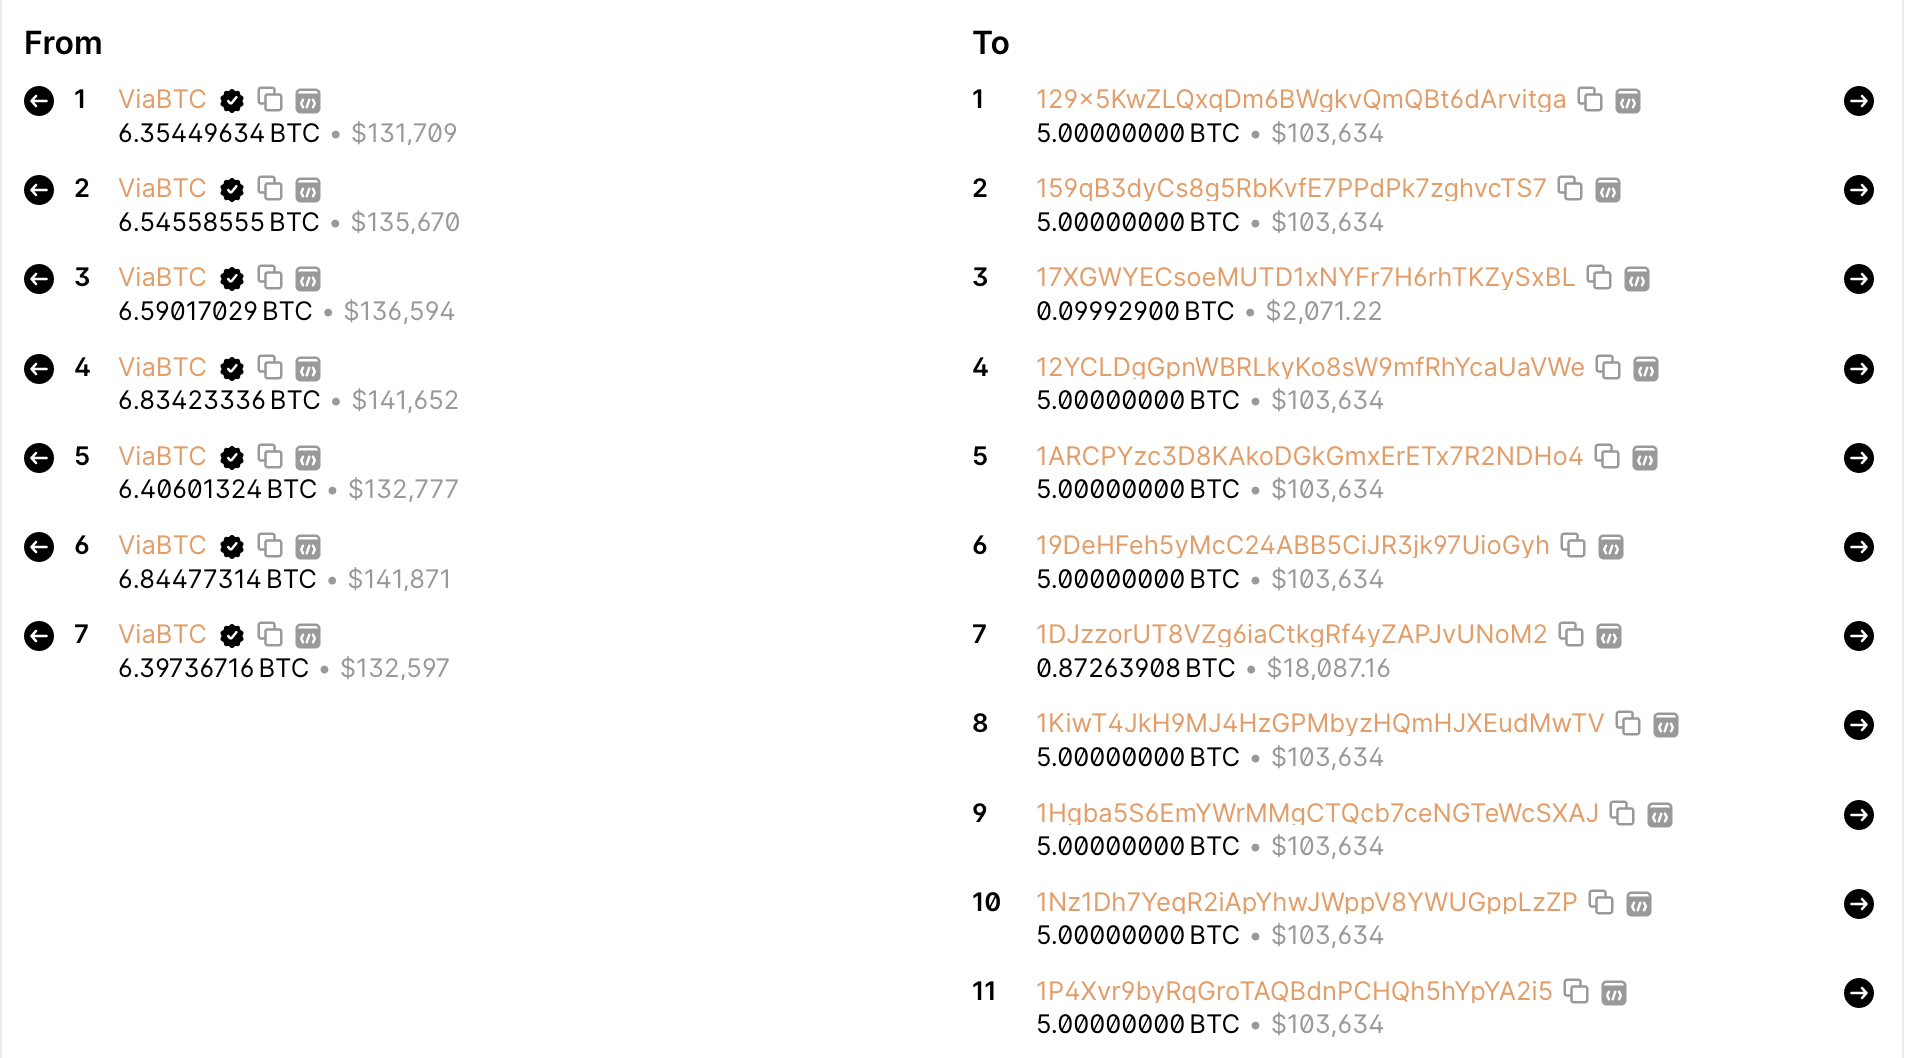 From
1 ViaBTC
6.35449634 BTC • $131,709
2 ViaBTC
6.54558555 BTC • $135,670
3 ViaBTC
6.59017029 BTC • $136,594
4 ViaBTC
6.83423336 BTC • $141,652
5 ViaBTC
6.40601324 BTC • $132,777
6 ViaBTC
6.84477314 BTC • $141,871
7 ViaBTC
6.39736716 BTC • $132,597
To
1 129x5KwZLQxqDm6BWgkvQmQBt6dArvitga
5.00000000 BTC • $103,634
2 159qB3dyCs8g5RbKvfE7PPdPk7zghvcTS7
5.00000000 BTC • $103,634
3 17XGWYECsoeMUTD1xNYFr7H6rhTKZySxBL
0.09992900 BTC • $2,071.22
4 12YCLDgGpnWBRLkyKo8sW9mfRhYcaUaVWe
5.00000000 BTC • $103,634
5 1ARCPYzc3D8KAkoDGkGmxErETx7R2NDHo4
5.00000000 BTC • $103,634
6 19DeHFeh5yMcC24ABB5CiJR3jk97UioGyh
5.00000000 BTC • $103,634
7 1DJzzorUT8VZg6iaCtkgRf4yZAPJvUNoM2
0.87263908 BTC • $18,087.16
8 1KiwT4JkH9MJ4HzGPMbyzHQmHJXEudMwTV
5.00000000 BTC • $103,634
9 1Hgba5S6EmYWrMMgCTQcb7ceNGTeWcSXAJ
5.00000000 BTC • $103,634
10 1Nz1Dh7YeqR2iApYhwJWppV8YWUGppLzZP
5.00000000 BTC • $103,634
11 1P4Xvr9byRqGroTAQBdnPCHQh5hYpYA2i5
5.00000000 BTC • $103,634